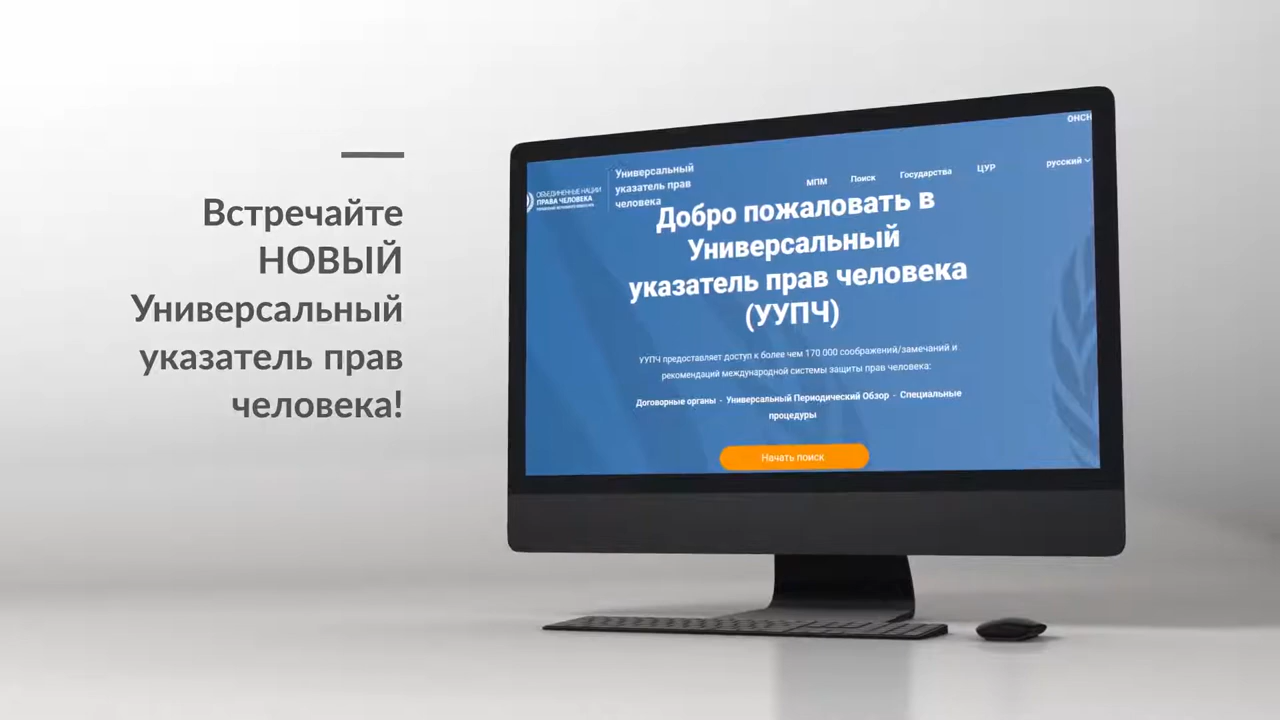 Встречайте
НОВЫЙ
Универсальный
указатель прав
человека!
ОНСН
ОБЪЕДИНЕННЫЕ НАЦИИ
ПРАВА ЧЕЛОВЕКА
Универсальный
указатель прав
человека
МПМ Поиск Государства ЦУР русский
Добро пожаловать в
Универсальный
указатель прав человека
(УУПЧ)
УУПЧ предоставляет доступ к более чем 170 000 соображений/замечаний и
рекомендаций международной системы защиты прав человека:
Договорные органы - Универсальный Периодический Обзор - Специальные
процедуры
Начать поиск